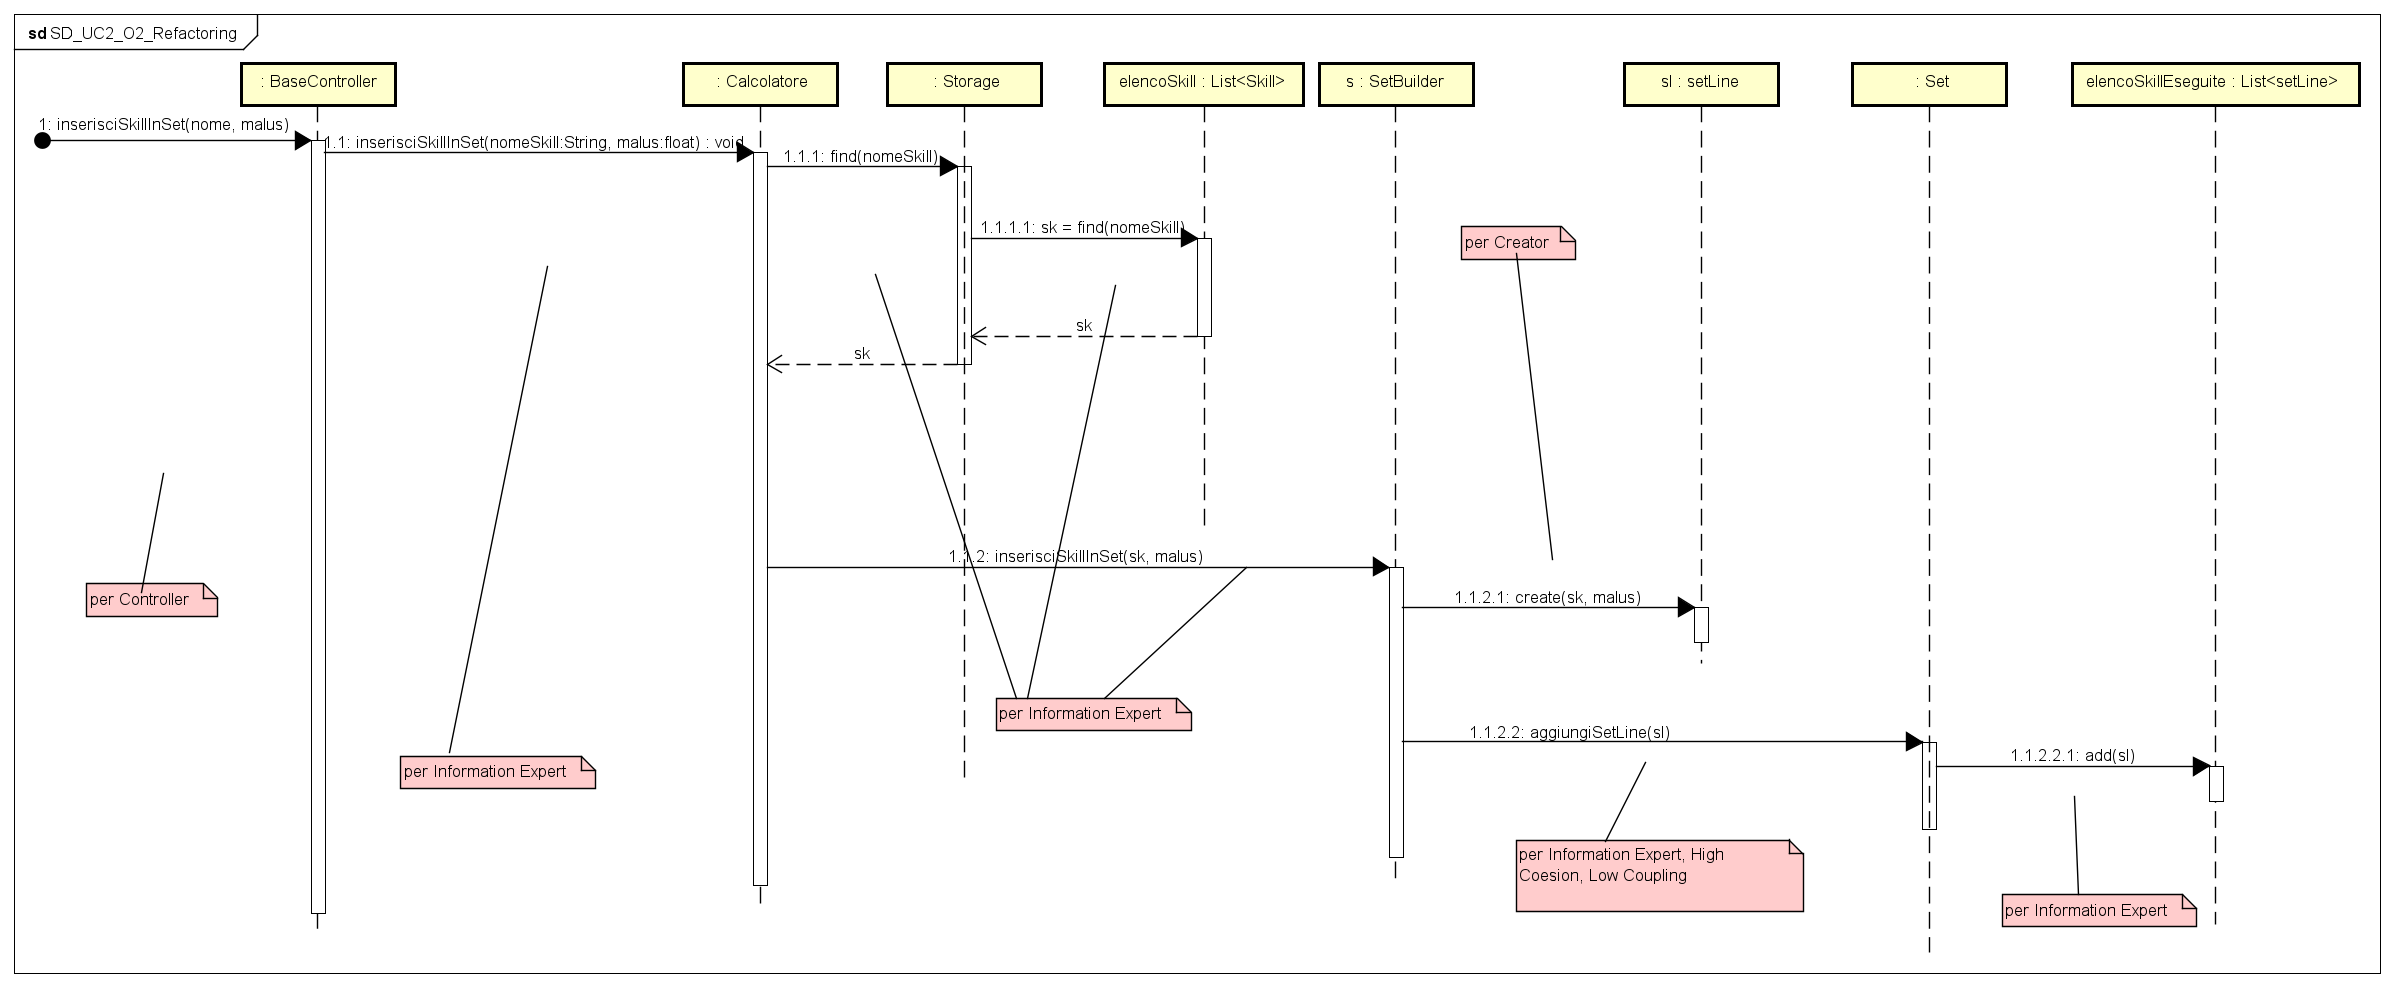 sd SD_UC2_O2_Refactoring
: BaseController
: Calcolatore
: Storage
elencoSkill : List<Skill>
s : SetBuilder
sl : setLine
: Set
elencoSkillEseguite : List<setLine>
1: inserisciSkillInSet(nome, malus)
1.1: inserisciSkillInSet(nomeSkill:String, malus:float) : void
1.1.1: find(nomeSkill)
1.1.1.1: sk = find(nomeSkill)
per Creator
sk
sk
1.1.2: inserisciSkillInSet(sk, malus)
per Controller
1.1.2.1: create(sk, malus)
per Information Expert
1.1.2.2: aggiungiSetLine(sl)
1.1.2.2.1: add(sl)
per Information Expert
per Information Expert, High
Coesion, Low Coupling
per Information Expert